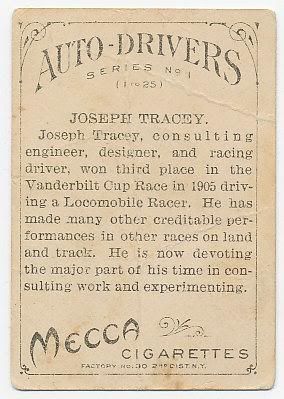 AUTO-DRIVERS
SERIES No 1
(1 to 25)
JOSEPH TRACEY.
Joseph Tracey, consulting
engineer, designer, and racing
driver, won third place in the
Vanderbilt Cup Race in 1905 driv-
ing a Locomobile Racer. He has
made many other creditable per-
formances in other races on land
and track. He is now devoting
the major part of his time in con-
sulting work and experimenting.
MECCA
CIGARETTES
FACTORY No. 30 2ND DIST. N.Y.